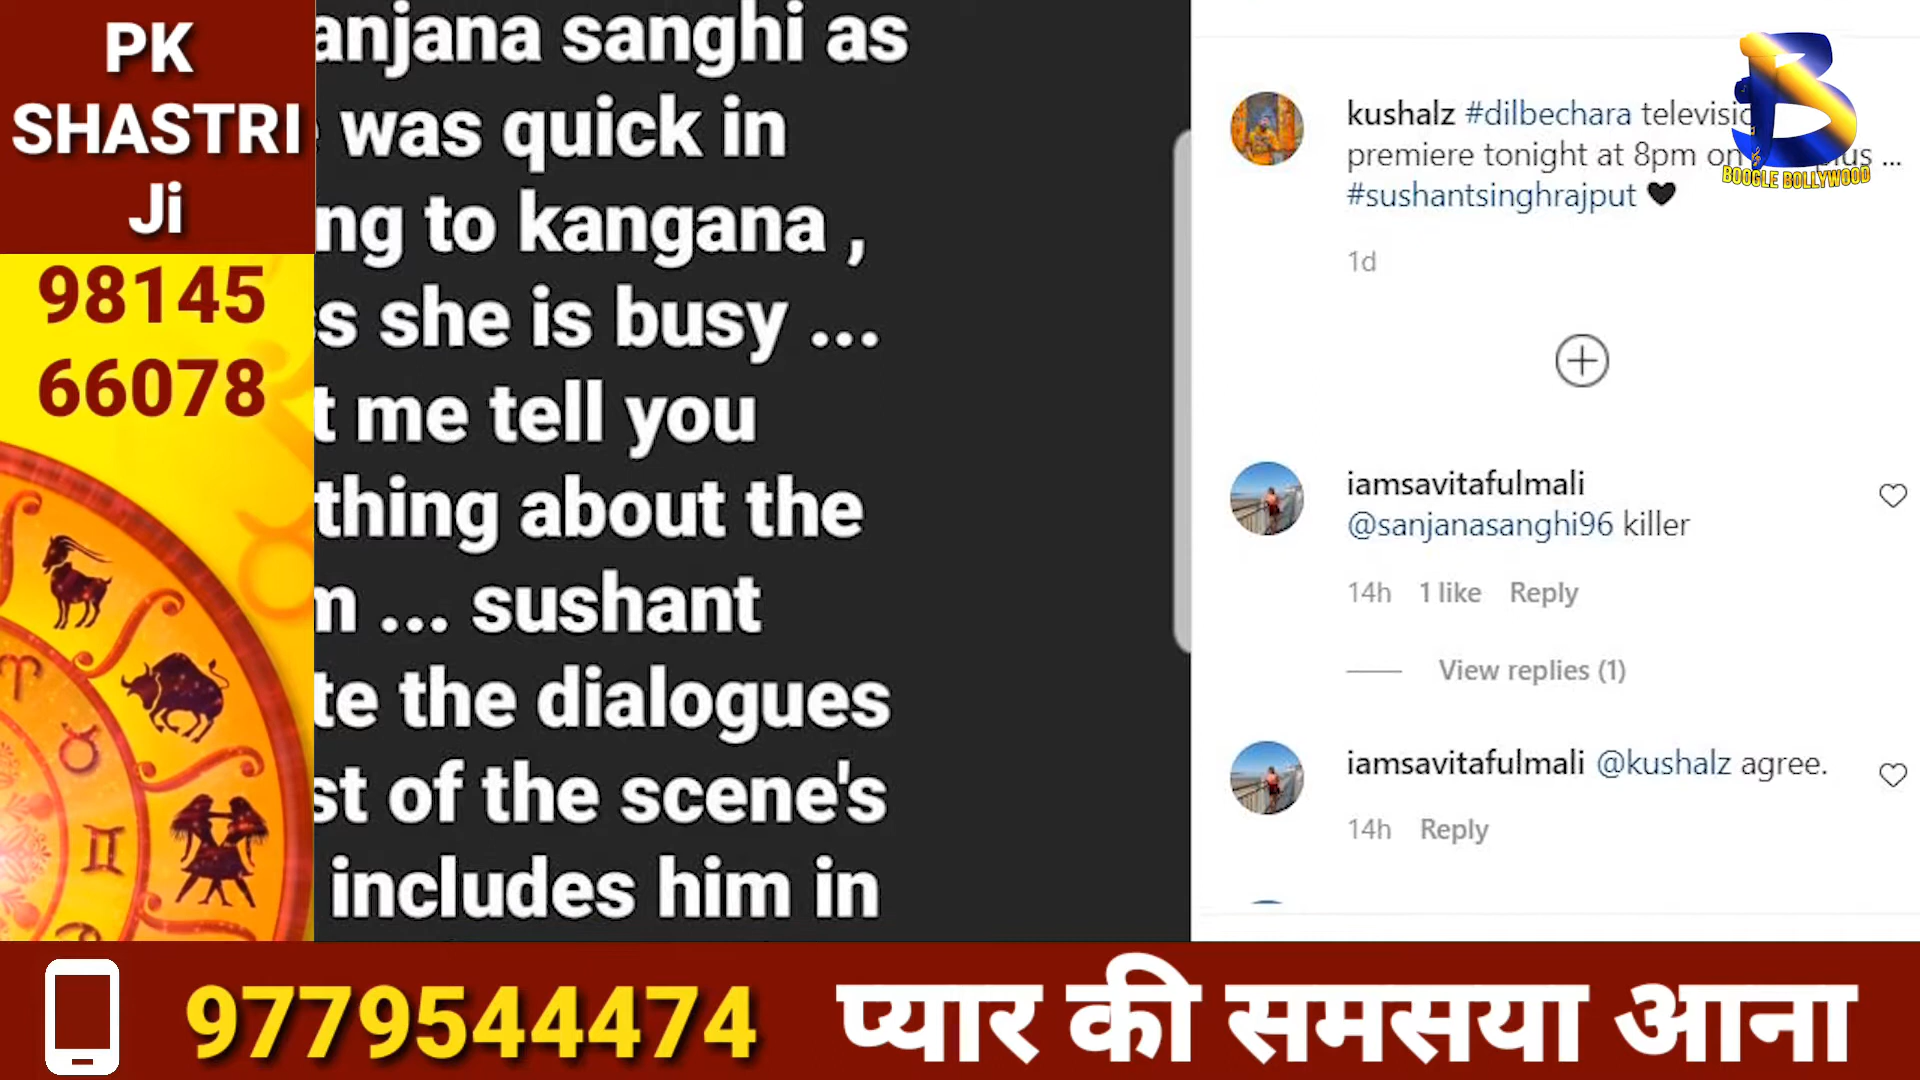 PK
SHASTRI
Ji
98145
66078
anjana sanghi as
was quick in
ng to kangana ,
s she is busy ...
t me tell you
thing about the
m ... sushant
te the dialogues
st of the scene's
includes him in
kushalz #dilbechara
premiere tonight at 8pm on ...
#sushantsinghrajput 🖤
1d
iamsavitafulmali
@sanjanasanghi96 killer
14h 1 like Reply
View replies (1)
iamsavitafulmali @kushalz agree.
14h Reply
B
BOOGLE BOLLYWOOD
9779544474 प्यार की समसया आना